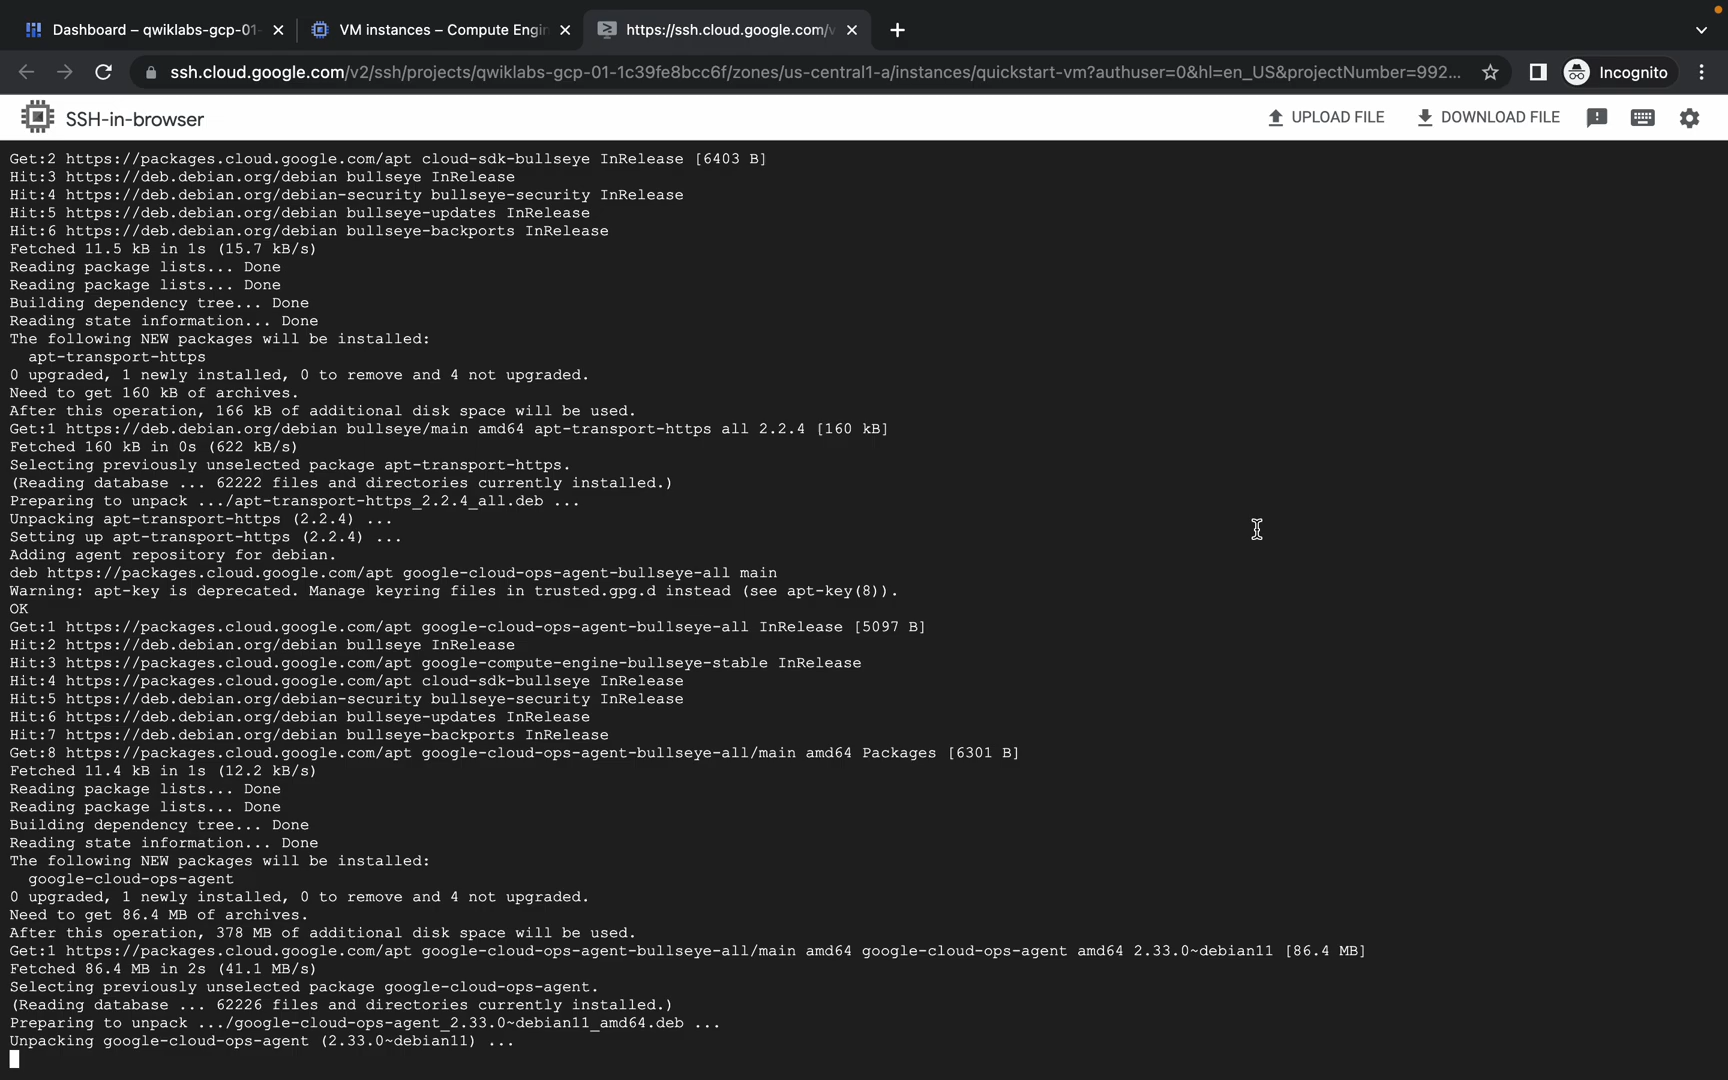 Dashboard – qwiklabs-gcp-01-
VM instances – Compute Engin
https://ssh.cloud.google.com/v
ssh.cloud.google.com/v2/ssh/projects/qwiklabs-gcp-01-1c39fe8bcc6f/zones/us-central1-a/instances/quickstart-vm?authuser=0&hl=en_US&projectNumber=992...
Incognito
SSH-in-browser
UPLOAD FILE
DOWNLOAD FILE
Get:2 https://packages.cloud.google.com/apt cloud-sdk-bullseye InRelease [6403 B]
Hit:3 https://deb.debian.org/debian bullseye InRelease
Hit:4 https://deb.debian.org/debian-security bullseye-security InRelease
Hit:5 https://deb.debian.org/debian bullseye-updates InRelease
Hit:6 https://deb.debian.org/debian bullseye-backports InRelease
Fetched 11.5 kB in 1s (15.7 kB/s)
Reading package lists... Done
Reading package lists... Done
Building dependency tree... Done
Reading state information... Done
The following NEW packages will be installed:
  apt-transport-https
0 upgraded, 1 newly installed, 0 to remove and 4 not upgraded.
Need to get 160 kB of archives.
After this operation, 166 kB of additional disk space will be used.
Get:1 https://deb.debian.org/debian bullseye/main amd64 apt-transport-https all 2.2.4 [160 kB]
Fetched 160 kB in 0s (622 kB/s)
Selecting previously unselected package apt-transport-https.
(Reading database ... 62222 files and directories currently installed.)
Preparing to unpack .../apt-transport-https_2.2.4_all.deb ...
Unpacking apt-transport-https (2.2.4) ...
Setting up apt-transport-https (2.2.4) ...
Adding agent repository for debian.
deb https://packages.cloud.google.com/apt google-cloud-ops-agent-bullseye-all main
Warning: apt-key is deprecated. Manage keyring files in trusted.gpg.d instead (see apt-key(8)).
OK
Get:1 https://packages.cloud.google.com/apt google-cloud-ops-agent-bullseye-all InRelease [5097 B]
Hit:2 https://deb.debian.org/debian bullseye InRelease
Hit:3 https://packages.cloud.google.com/apt google-compute-engine-bullseye-stable InRelease
Hit:4 https://packages.cloud.google.com/apt cloud-sdk-bullseye InRelease
Hit:5 https://deb.debian.org/debian-security bullseye-security InRelease
Hit:6 https://deb.debian.org/debian bullseye-updates InRelease
Hit:7 https://deb.debian.org/debian bullseye-backports InRelease
Get:8 https://packages.cloud.google.com/apt google-cloud-ops-agent-bullseye-all/main amd64 Packages [6301 B]
Fetched 11.4 kB in 1s (12.2 kB/s)
Reading package lists... Done
Reading package lists... Done
Building dependency tree... Done
Reading state information... Done
The following NEW packages will be installed:
  google-cloud-ops-agent
0 upgraded, 1 newly installed, 0 to remove and 4 not upgraded.
Need to get 86.4 MB of archives.
After this operation, 378 MB of additional disk space will be used.
Get:1 https://packages.cloud.google.com/apt google-cloud-ops-agent-bullseye-all/main amd64 google-cloud-ops-agent amd64 2.33.0~debian11 [86.4 MB]
Fetched 86.4 MB in 2s (41.1 MB/s)
Selecting previously unselected package google-cloud-ops-agent.
(Reading database ... 62226 files and directories currently installed.)
Preparing to unpack .../google-cloud-ops-agent_2.33.0~debian11_amd64.deb ...
Unpacking google-cloud-ops-agent (2.33.0~debian11) ...